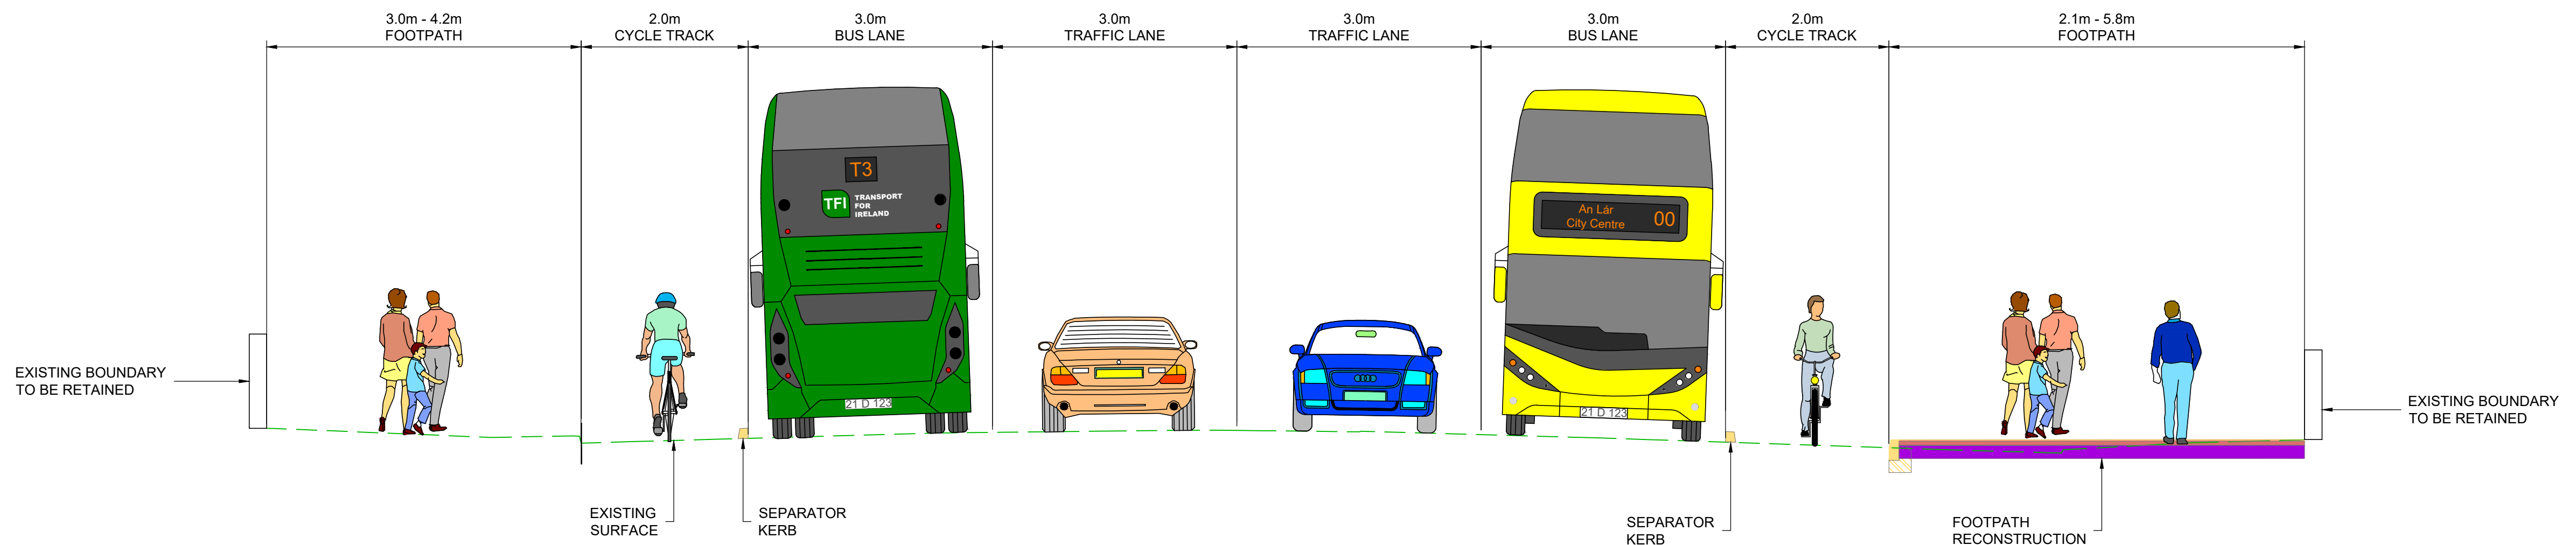 3.0m - 4.2m
FOOTPATH
2.0m
CYCLE TRACK
3.0m
BUS LANE
3.0m
TRAFFIC LANE
3.0m
TRAFFIC LANE
3.0m
BUS LANE
2.0m
CYCLE TRACK
2.1m - 5.8m
FOOTPATH
T3
TFI
TRANSPORT
FOR
IRELAND
An Lár
City Centre
00
EXISTING BOUNDARY
TO BE RETAINED
21 D 123
21 D 123
EXISTING BOUNDARY
TO BE RETAINED
EXISTING
SURFACE
SEPARATOR
KERB
SEPARATOR
KERB
FOOTPATH
RECONSTRUCTION